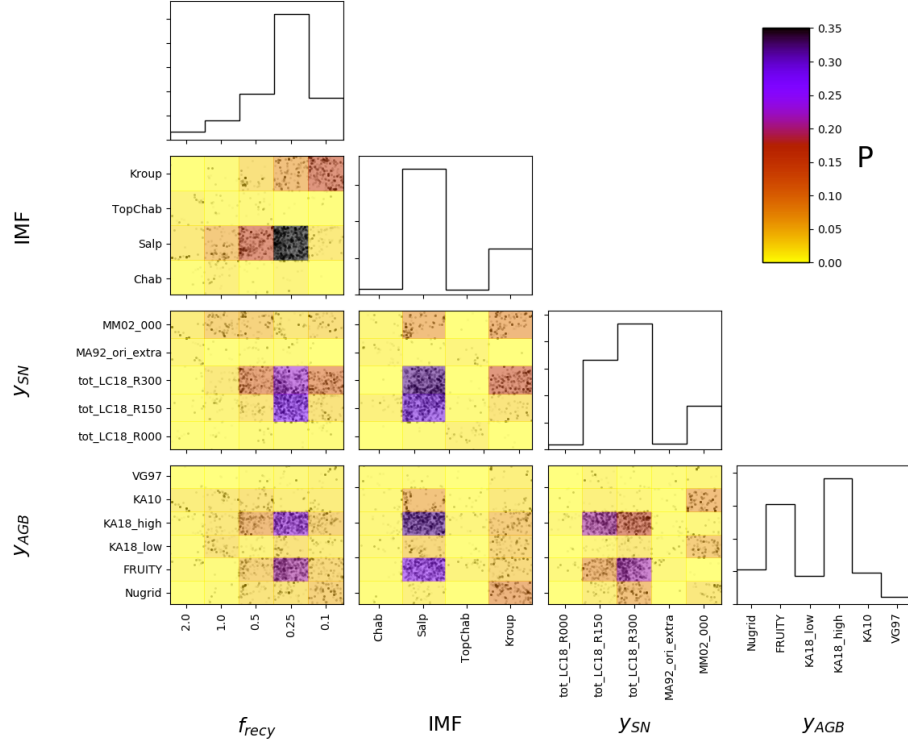 0.35
0.30
0.25
0.20
0.15
0.10
0.05
0.00
P
IMF
Kroup
TopChab
Salp
Chab
y_SN
MM02_000
MA92_ori_extra
tot_LC18_R300
tot_LC18_R150
tot_LC18_R000
y_AGB
VG97
KA10
KA18_high
KA18_low
FRUITY
Nugrid
2.0
1.0
0.5
0.25
0.1
Chab
Salp
TopChab
Kroup
tot_LC18_R000
tot_LC18_R150
tot_LC18_R300
MA92_ori_extra
MM02_000
Nugrid
FRUITY
KA18_low
KA18_high
KA10
VG97
f_recy
IMF
y_SN
y_AGB